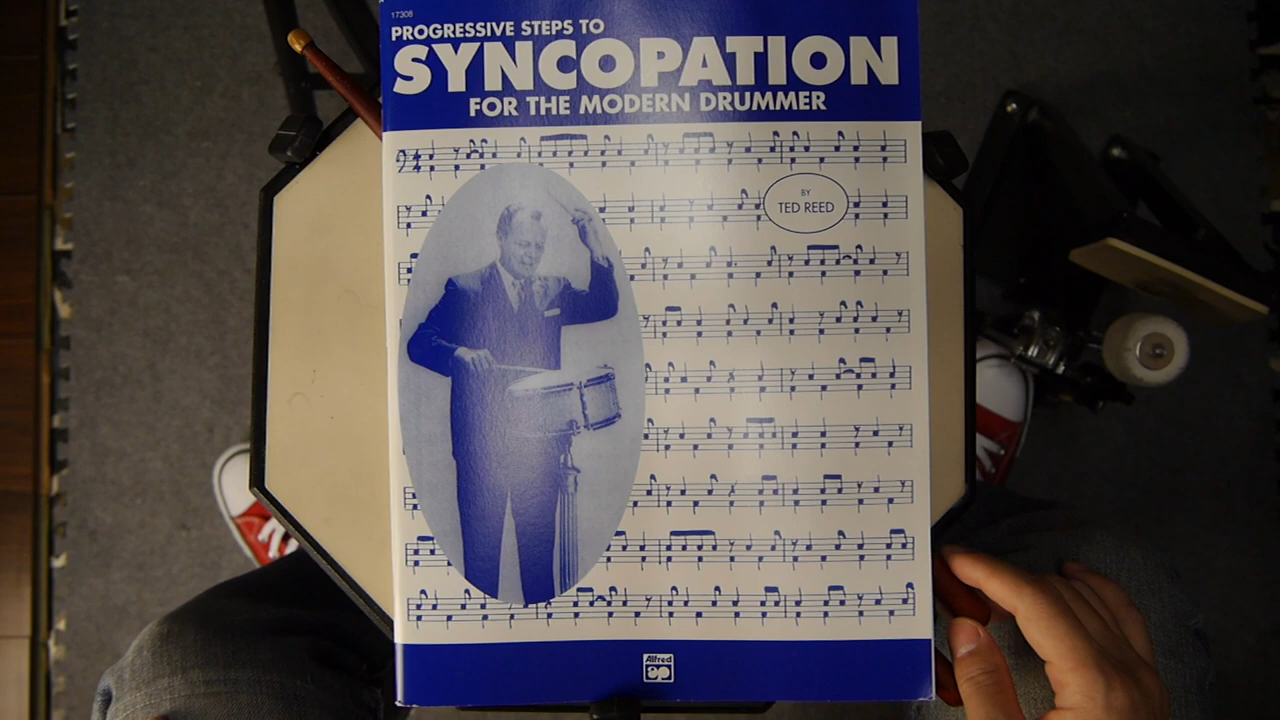 17308
PROGRESSIVE STEPS TO
SYNCOPATION
FOR THE MODERN DRUMMER
BY
TED REED
Alfred